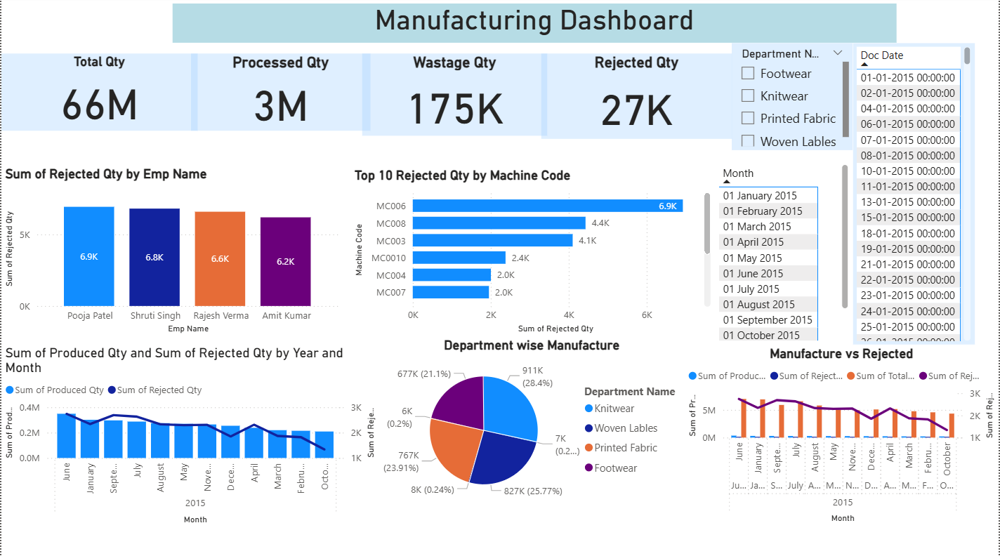 Manufacturing Dashboard
Total Qty
66M
Processed Qty
3M
Wastage Qty
175K
Rejected Qty
27K
Department N...
Footwear
Knitwear
Printed Fabric
Woven Lables
Doc Date
01-01-2015 00:00:00
02-01-2015 00:00:00
04-01-2015 00:00:00
06-01-2015 00:00:00
07-01-2015 00:00:00
08-01-2015 00:00:00
10-01-2015 00:00:00
11-01-2015 00:00:00
13-01-2015 00:00:00
15-01-2015 00:00:00
18-01-2015 00:00:00
19-01-2015 00:00:00
21-01-2015 00:00:00
22-01-2015 00:00:00
23-01-2015 00:00:00
24-01-2015 00:00:00
25-01-2015 00:00:00
Sum of Rejected Qty by Emp Name
Sum of Rejected Qty
5K
0K
6.9K
6.8K
6.6K
6.2K
Pooja Patel
Shruti Singh
Rajesh Verma
Amit Kumar
Emp Name
Top 10 Rejected Qty by Machine Code
Machine Code
MC006
6.9K
MC008
4.4K
MC003
4.1K
MC0010
2.4K
MC004
2.0K
MC007
2.0K
0K
2K
4K
6K
Sum of Rejected Qty
Month
01 January 2015
01 February 2015
01 March 2015
01 April 2015
01 May 2015
01 June 2015
01 July 2015
01 August 2015
01 September 2015
01 October 2015
Sum of Produced Qty and Sum of Rejected Qty by Year and
Month
Sum of Produced Qty
Sum of Rejected Qty
Sum of Prod...
0.4M
0.2M
0.0M
3K
2K
1K
Sum of Reje...
June
January
Septe...
July
August
May
Nove...
Dece...
April
March
Febru...
Octo...
2015
Month
Department wise Manufacture
911K
(28.4%)
7K
(0.2...)
827K (25.77%)
8K (0.24%)
767K
(23.91%)
6K
(0.2%)
677K (21.1%)
Department Name
Knitwear
Woven Lables
Printed Fabric
Footwear
Manufacture vs Rejected
Sum of Produc...
Sum of Reject...
Sum of Total...
Sum of Rej...
Sum of Pr...
5M
0M
3K
2K
1K
Sum of Rej...
June
January
Septe...
July
August
May
Nove...
Dece...
April
March
Febru...
October
Ju...
Ja...
S...
July
A...
M...
N...
D...
A...
M...
F...
O...
2015
Month